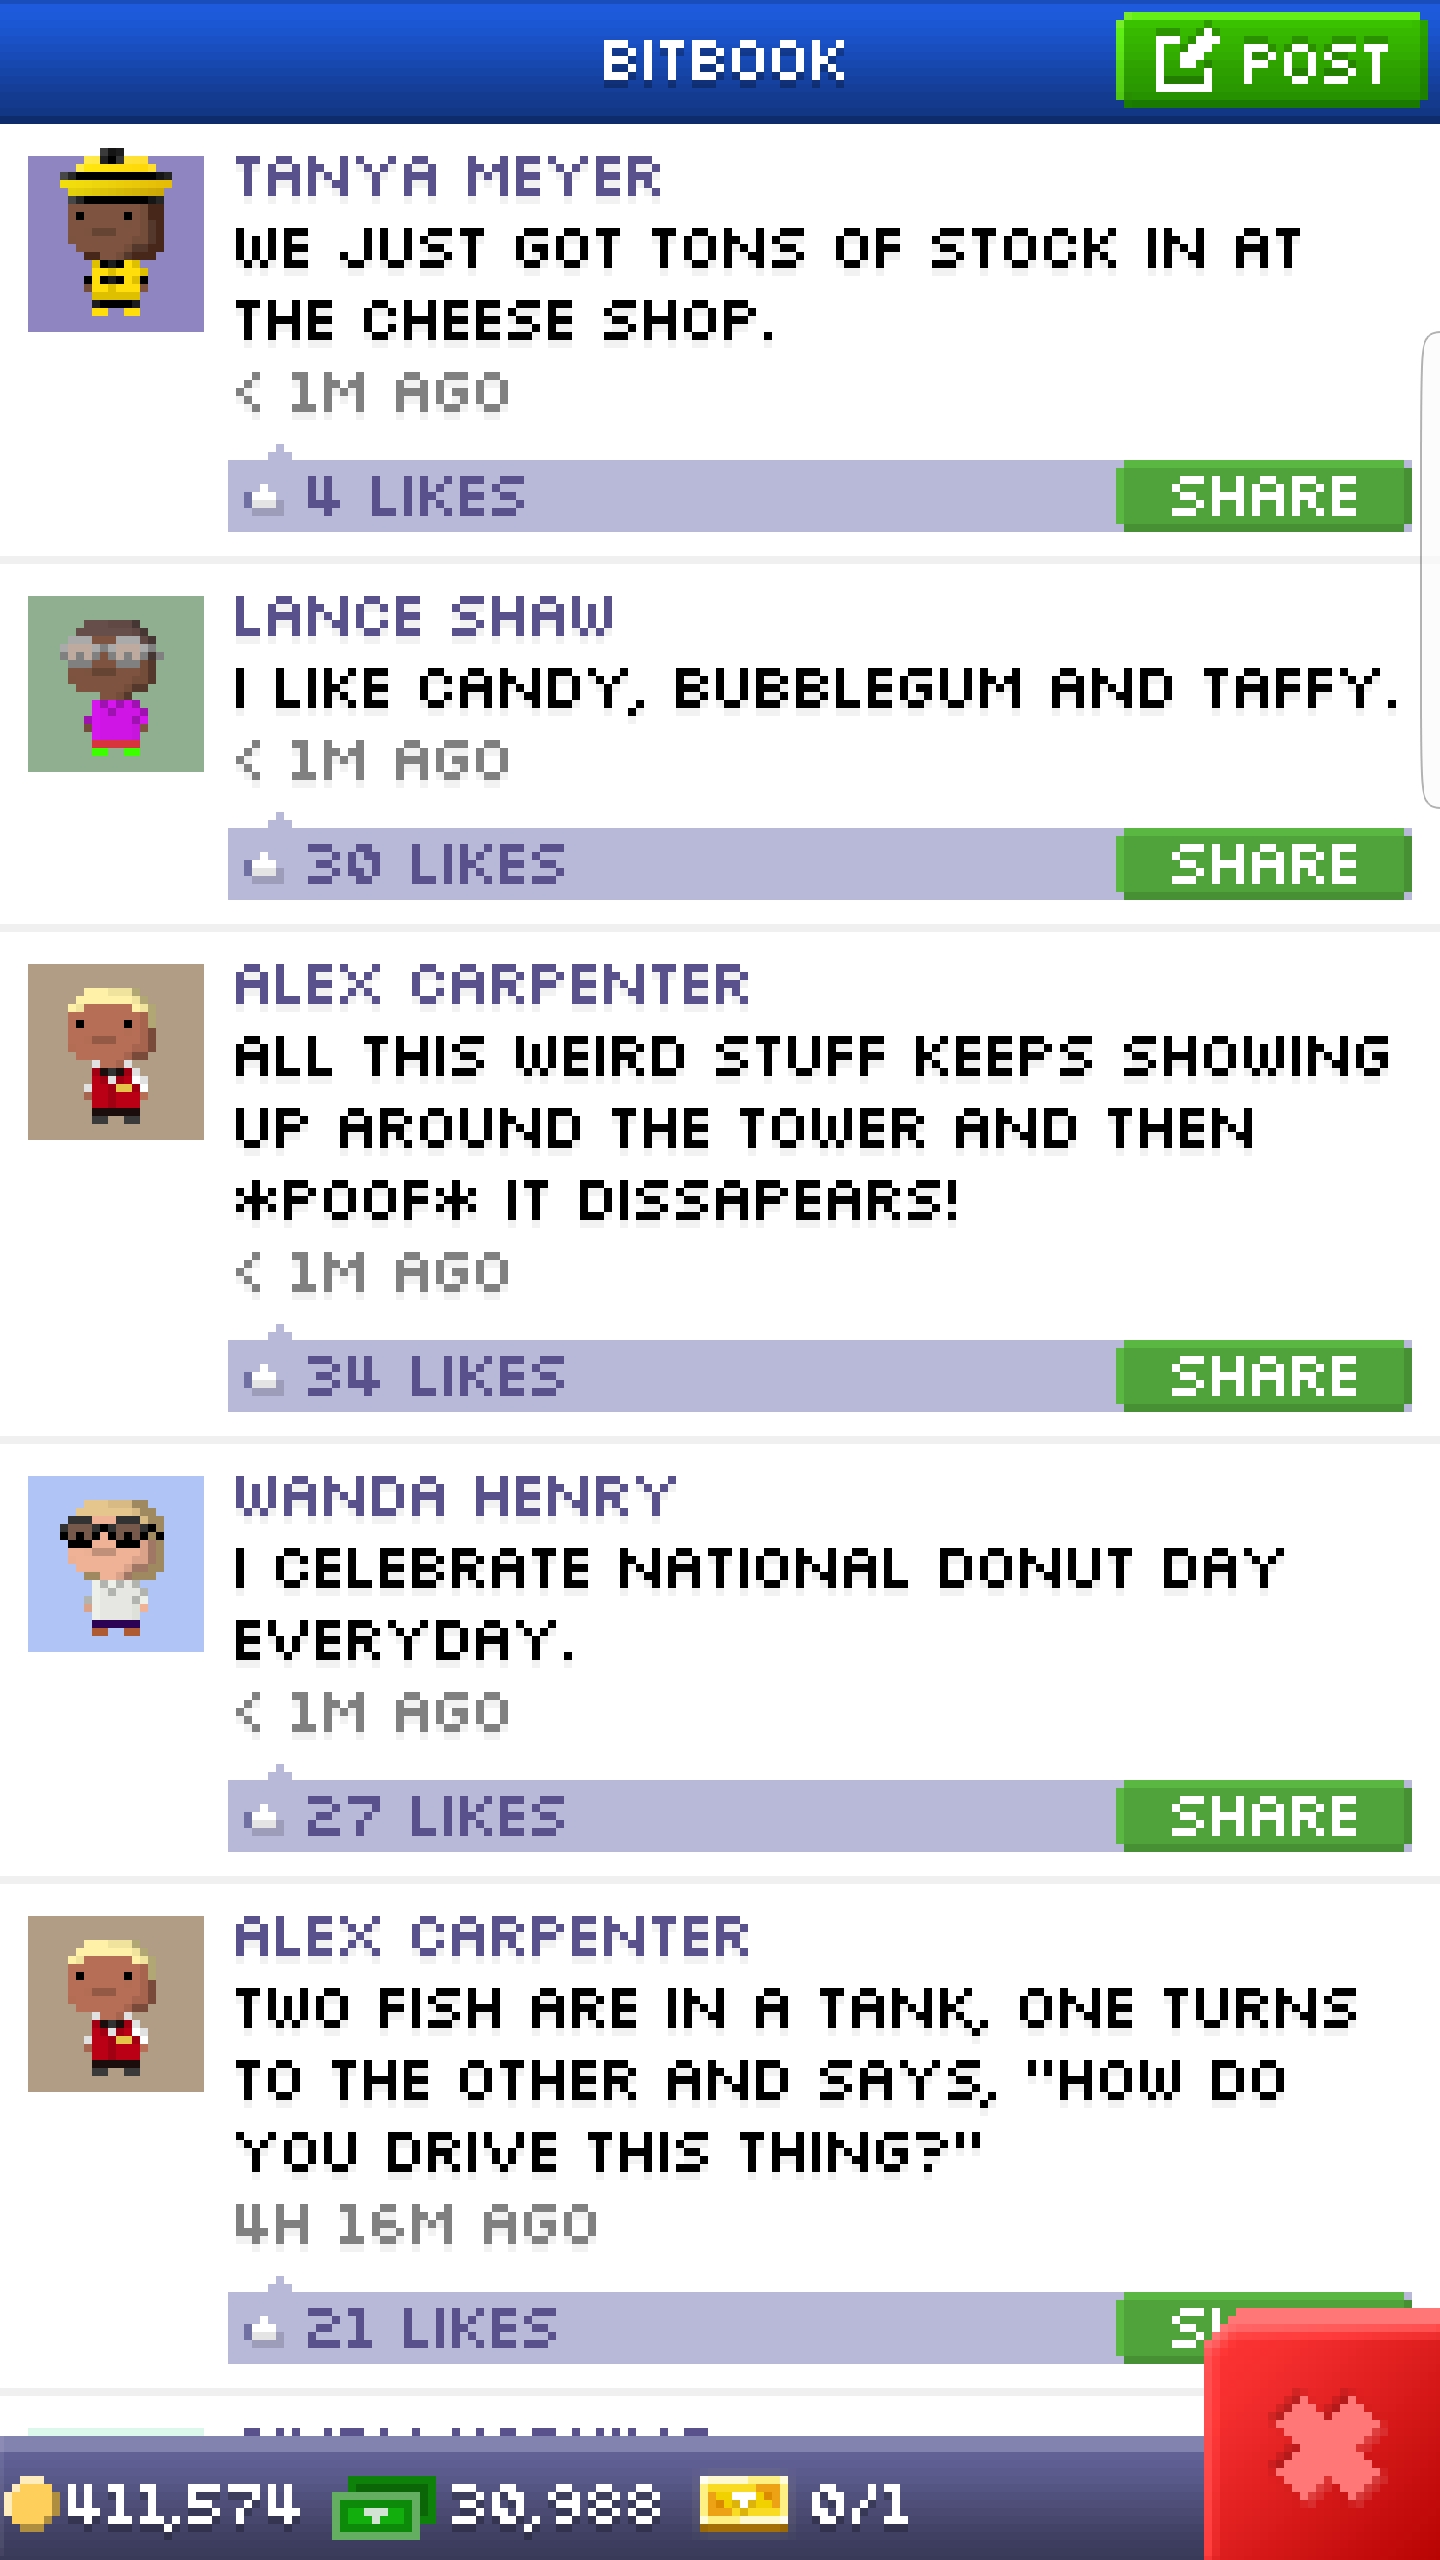 BITBOOK
POST
TANYA MEYER
WE JUST GOT TONS OF STOCK IN AT
THE CHEESE SHOP.
< 1M AGO
4 LIKES
SHARE
LANCE SHAW
I LIKE CANDY, BUBBLEGUM AND TAFFY.
< 1M AGO
30 LIKES
SHARE
ALEX CARPENTER
ALL THIS WEIRD STUFF KEEPS SHOWING
UP AROUND THE TOWER AND THEN
*POOF* IT DISSAPEARS!
< 1M AGO
34 LIKES
SHARE
WANDA HENRY
I CELEBRATE NATIONAL DONUT DAY
EVERYDAY.
< 1M AGO
27 LIKES
SHARE
ALEX CARPENTER
TWO FISH ARE IN A TANK, ONE TURNS
TO THE OTHER AND SAYS, "HOW DO
YOU DRIVE THIS THING?"
4H 16M AGO
21 LIKES
411,574
30,988
0/1